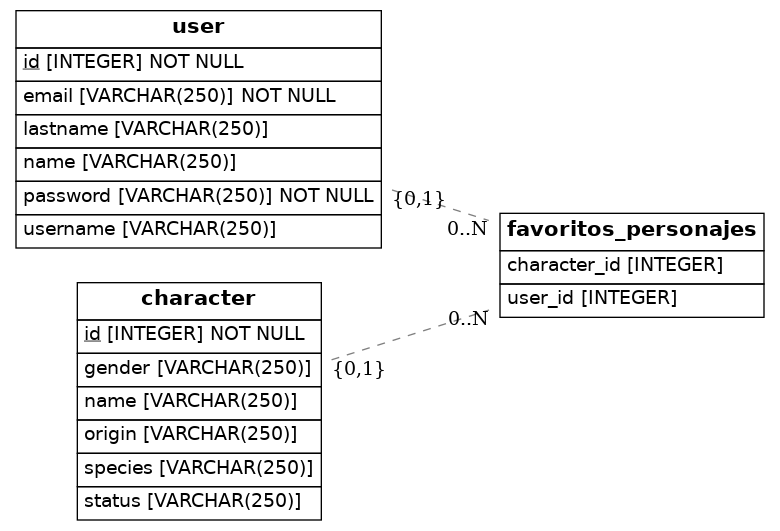 user
id [INTEGER] NOT NULL
email [VARCHAR(250)] NOT NULL
lastname [VARCHAR(250)]
name [VARCHAR(250)]
password [VARCHAR(250)] NOT NULL
username [VARCHAR(250)]
{0,1}
0..N
favoritos_personajes
character_id [INTEGER]
user_id [INTEGER]
character
id [INTEGER] NOT NULL
gender [VARCHAR(250)]
name [VARCHAR(250)]
origin [VARCHAR(250)]
species [VARCHAR(250)]
status [VARCHAR(250)]
0..N
{0,1}